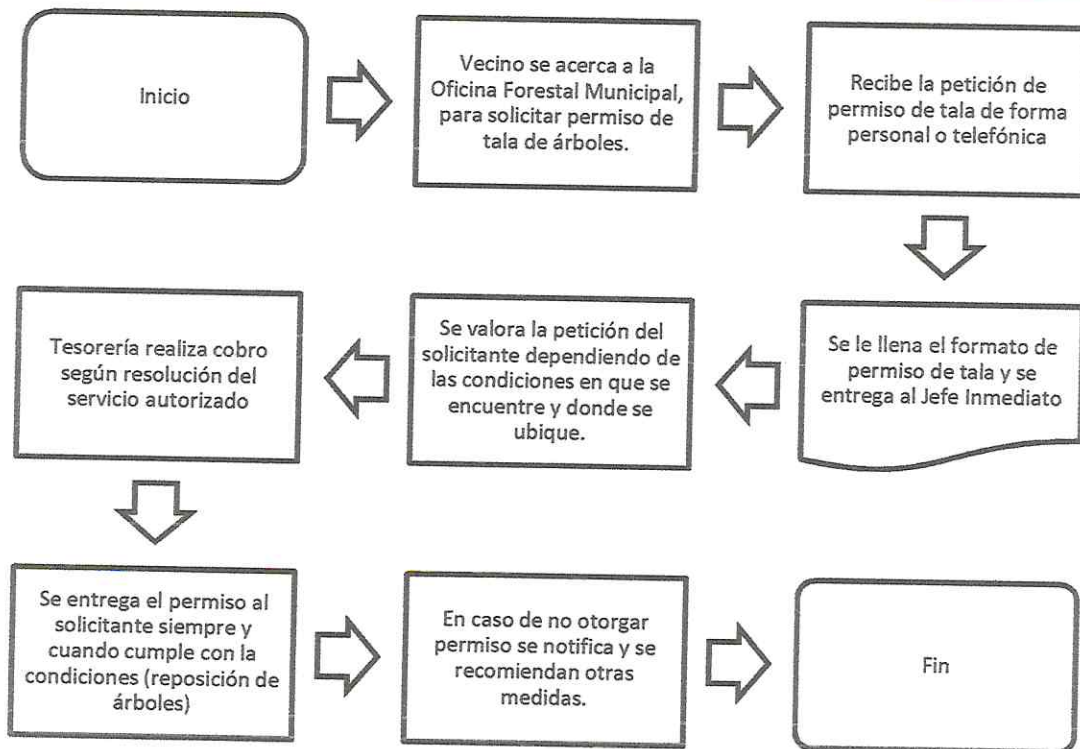 Inicio
Vecino se acerca a la
Oficina Forestal Municipal,
para solicitar permiso de
tala de árboles.
Recibe la petición de
permiso de tala de forma
personal o telefónica
Se le llena el formato de
permiso de tala y se
entrega al Jefe Inmediato
Se valora la petición del
solicitante dependiendo de
las condiciones en que se
encuentre y donde se
ubique.
Tesorería realiza cobro
según resolución del
servicio autorizado
Se entrega el permiso al
solicitante siempre y
cuando cumple con la
condiciones (reposición de
árboles)
En caso de no otorgar
permiso se notifica y se
recomiendan otras
medidas.
Fin